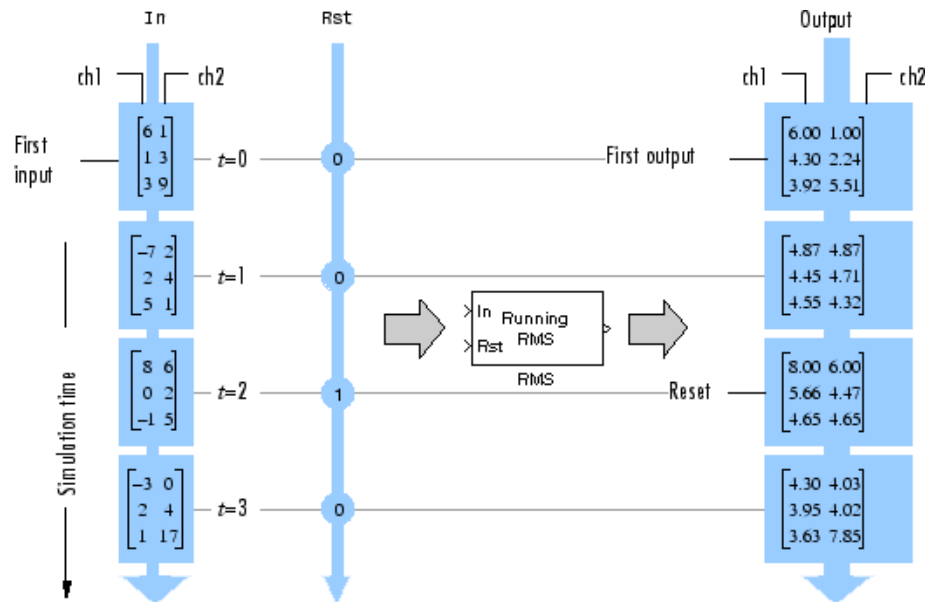 In Rst Output
ch1 ch2 ch1 ch2
First input
6 1
1 3
3 9
t=0
0
First output
6.00 1.00
4.30 2.24
3.92 5.51
-7 2
2 4
5 1
t=1
0
4.87 4.87
4.45 4.71
4.55 4.32
In
Rst
Running
RMS
RMS
Simulation time
8 6
0 2
-1 5
t=2
1
Reset
8.00 6.00
5.66 4.47
4.65 4.65
-3 0
2 4
1 17
t=3
0
4.30 4.03
3.95 4.02
3.63 7.85